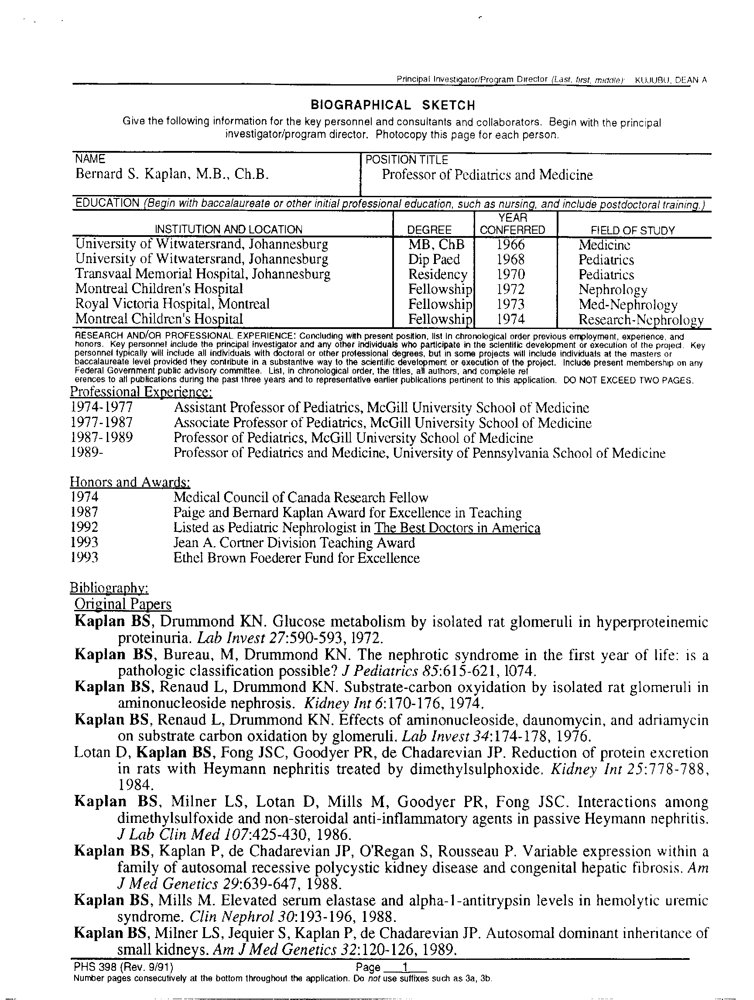 Principal Investigator/Program Director (Last, first, middle): KUJUBU, DEAN A
BIOGRAPHICAL SKETCH
Give the following information for the key personnel and consultants and collaborators. Begin with the principal
investigator/program director. Photocopy this page for each person.
NAME
POSITION TITLE
Bernard S. Kaplan, M.B., Ch.B.
Professor of Pediatrics and Medicine
EDUCATION (Begin with baccalaureate or other initial professional education, such as nursing, and include postdoctoral training.)
INSTITUTION AND LOCATION DEGREE YEAR CONFERRED FIELD OF STUDY
University of Witwatersrand, Johannesburg MB, ChB 1966 Medicine
University of Witwatersrand, Johannesburg Dip Paed 1968 Pediatrics
Transvaal Memorial Hospital, Johannesburg Residency 1970 Pediatrics
Montreal Children's Hospital Fellowship 1972 Nephrology
Royal Victoria Hospital, Montreal Fellowship 1973 Med-Nephrology
Montreal Children's Hospital Fellowship 1974 Research-Nephrology
RESEARCH AND/OR PROFESSIONAL EXPERIENCE: Concluding with present position, list in chronological order previous employment, experience, and
honors. Key personnel include the principal investigator and any other individuals who participate in the scientific development or execution of the project. Key
personnel typically will include all individuals with doctoral or other professional degrees, but in some projects will include individuals at the masters or
baccalaureate level provided they contribute in a substantive way to the scientific development or execution of the project. Include present membership on any
Federal Government public advisory committee. List, in chronological order, the titles, all authors, and complete ref
erences to all publications during the past three years and to representative earlier publications pertinent to this application. DO NOT EXCEED TWO PAGES.
Professional Experience:
1974-1977 Assistant Professor of Pediatrics, McGill University School of Medicine
1977-1987 Associate Professor of Pediatrics, McGill University School of Medicine
1987-1989 Professor of Pediatrics, McGill University School of Medicine
1989- Professor of Pediatrics and Medicine, University of Pennsylvania School of Medicine
Honors and Awards:
1974 Medical Council of Canada Research Fellow
1987 Paige and Bernard Kaplan Award for Excellence in Teaching
1992 Listed as Pediatric Nephrologist in The Best Doctors in America
1993 Jean A. Cortner Division Teaching Award
1993 Ethel Brown Foederer Fund for Excellence
Bibliography:
Original Papers
Kaplan BS, Drummond KN. Glucose metabolism by isolated rat glomeruli in hyperproteinemic
proteinuria. Lab Invest 27:590-593, 1972.
Kaplan BS, Bureau, M, Drummond KN. The nephrotic syndrome in the first year of life: is a
pathologic classification possible? J Pediatrics 85:615-621, 1074.
Kaplan BS, Renaud L, Drummond KN. Substrate-carbon oxyidation by isolated rat glomeruli in
aminonucleoside nephrosis. Kidney Int 6:170-176, 1974.
Kaplan BS, Renaud L, Drummond KN. Effects of aminonucleoside, daunomycin, and adriamycin
on substrate carbon oxidation by glomeruli. Lab Invest 34:174-178, 1976.
Lotan D, Kaplan BS, Fong JSC, Goodyer PR, de Chadarevian JP. Reduction of protein excretion
in rats with Heymann nephritis treated by dimethylsulphoxide. Kidney Int 25:778-788,
1984.
Kaplan BS, Milner LS, Lotan D, Mills M, Goodyer PR, Fong JSC. Interactions among
dimethylsulfoxide and non-steroidal anti-inflammatory agents in passive Heymann nephritis.
J Lab Clin Med 107:425-430, 1986.
Kaplan BS, Kaplan P, de Chadarevian JP, O'Regan S, Rousseau P. Variable expression within a
family of autosomal recessive polycystic kidney disease and congenital hepatic fibrosis. Am
J Med Genetics 29:639-647, 1988.
Kaplan BS, Mills M. Elevated serum elastase and alpha-1-antitrypsin levels in hemolytic uremic
syndrome. Clin Nephrol 30:193-196, 1988.
Kaplan BS, Milner LS, Jequier S, Kaplan P, de Chadarevian JP. Autosomal dominant inheritance of
small kidneys. Am J Med Genetics 32:120-126, 1989.
PHS 398 (Rev. 9/91) Page 1
Number pages consecutively at the bottom throughout the application. Do not use suffixes such as 3a, 3b.